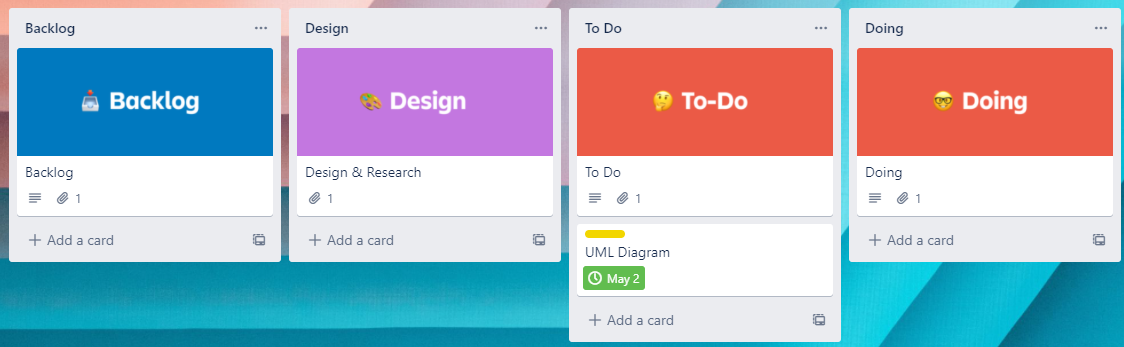 Backlog
Backlog
Backlog
1
Add a card
Design
Design
Design & Research
1
Add a card
To Do
To-Do
To Do
1
UML Diagram
May 2
Add a card
Doing
Doing
Doing
1
Add a card